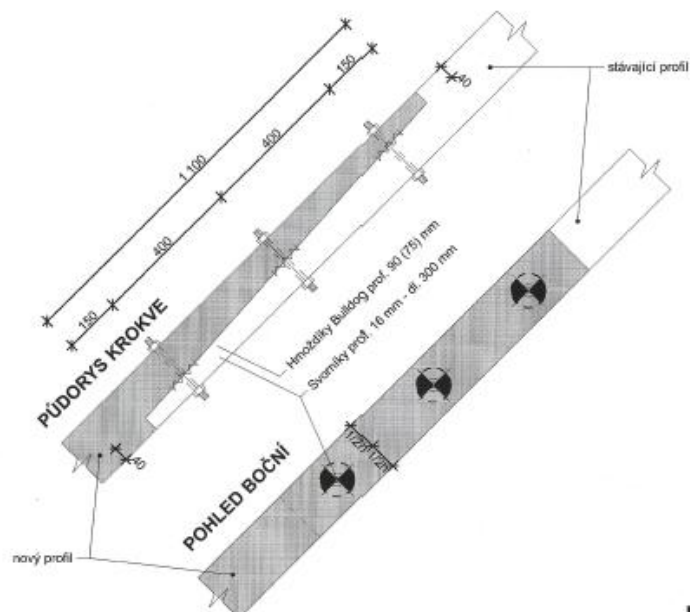 150
400
400
150
1 100
40
stávající profil
Hmoždíky Bulldog prof. 90 (75) mm
Svorníky prof. 16 mm - dl. 300 mm
PŮDORYS KROKVE
40
1/2h
1/2h
POHLED BOČNÍ
nový profil